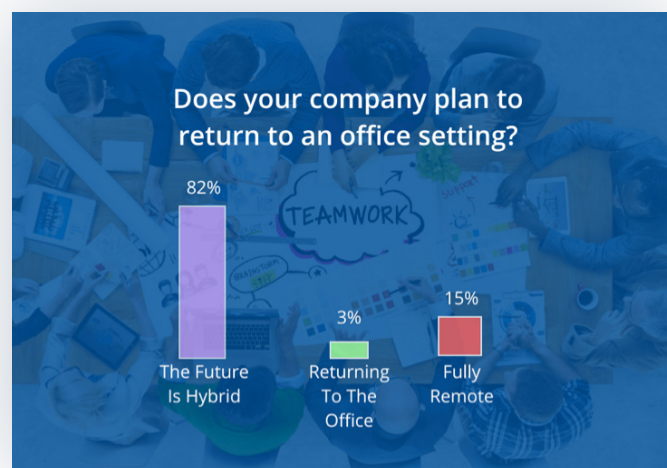 Does your company plan to
return to an office setting?
82%
3%
15%
The Future
Is Hybrid
Returning
To The
Office
Fully
Remote
TEAMWORK
support